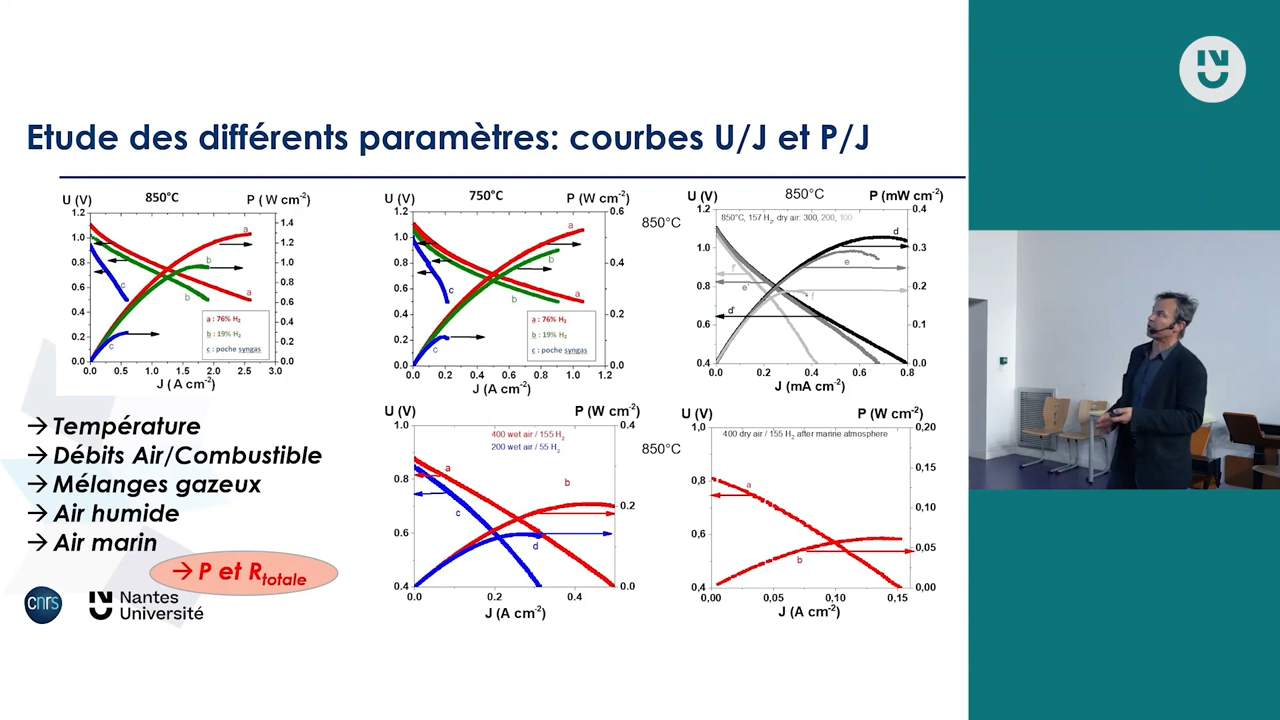 Etude des différents paramètres: courbes U/J et P/J
U (V) 850°C P ( W cm-2)
1.2
1.0
0.8
0.6
0.4
0.2
0.0
1.4
1.2
1.0
0.8
0.6
0.4
0.2
0.0
a
b
c
b
a
c
a : 76% H2
b : 19% H2
c : poche syngas
0.0 0.5 1.0 1.5 2.0 2.5 3.0
J ( A cm-2)
U (V) 750°C P (W cm-2)
1.2
1.0
0.8
0.6
0.4
0.2
0.0
0.6
0.4
0.2
0.0
a
b
c
b
a
c
a : 76% H2
b : 19% H2
c : poche syngas
0.0 0.2 0.4 0.6 0.8 1.0 1.2
J (A cm-2)
850°C
U (V) 850°C P (mW cm-2)
850°C, 157 H2, dry air: 300, 200, 100
1.2
1.0
0.8
0.6
0.4
0.4
0.3
0.2
0.1
0.0
d
e
f
f
e'
d'
0.0 0.2 0.4 0.6 0.8
J (mA cm-2)
→ Température
→ Débits Air/Combustible
→ Mélanges gazeux
→ Air humide
→ Air marin
→ P et Rtotale
U (V) P (W cm-2)
400 wet air / 155 H2
200 wet air / 55 H2
1.0
0.8
0.6
0.4
0.4
0.2
0.0
a
b
c
d
0.0 0.2 0.4
J (A cm-2)
850°C
U (V) P (W cm-2)
400 dry air / 155 H2 after marine atmosphere
1,0
0,8
0,6
0,4
0,20
0,15
0,10
0,05
0,00
a
b
0,00 0,05 0,10 0,15
J (A cm-2)
cnrs
Nantes
Université